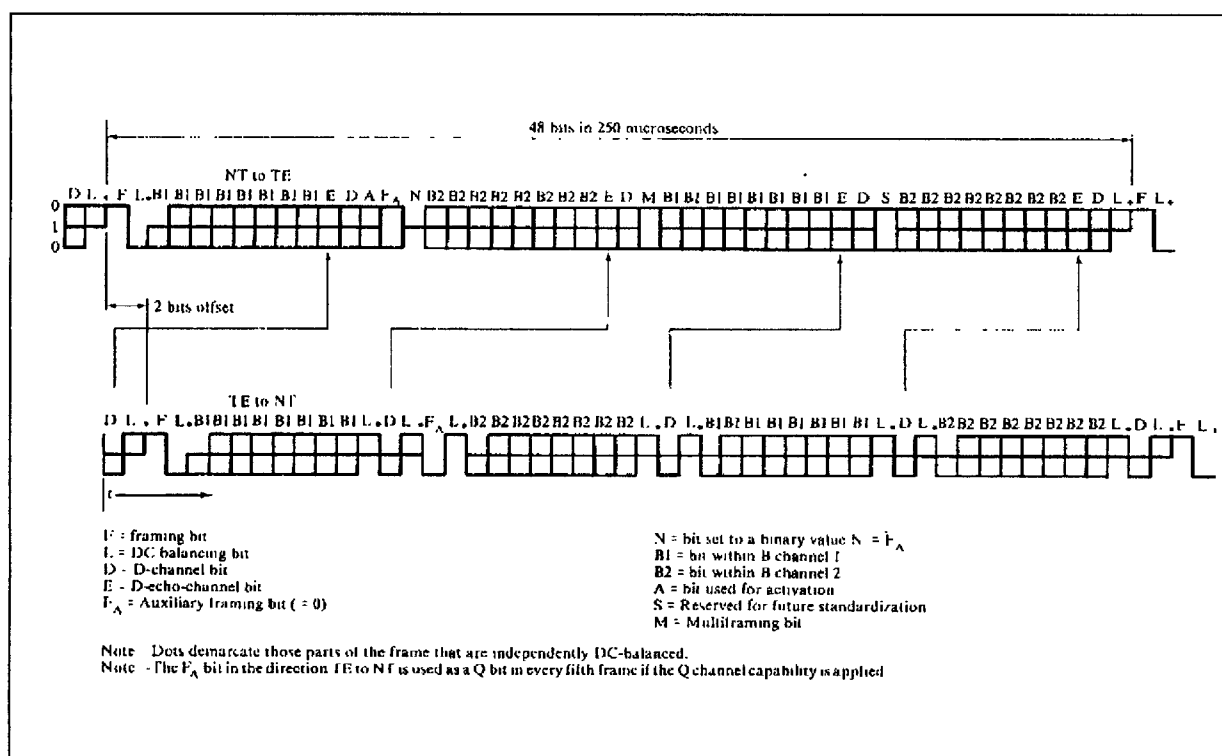 48 bits in 250 microseconds
NT to TE
D L. F L. B1 B1 B1 B1 B1 B1 B1 B1 E D A F_A N B2 B2 B2 B2 B2 B2 B2 B2 E D M B1 B1 B1 B1 B1 B1 B1 B1 E D S B2 B2 B2 B2 B2 B2 B2 B2 E D L. F L.
0
1
0
2 bits offset
TE to NT
D L. F L. B1 B1 B1 B1 B1 B1 B1 B1 L. D L. F_A L. B2 B2 B2 B2 B2 B2 B2 B2 L. D L. B1 B1 B1 B1 B1 B1 B1 B1 L. D L. B2 B2 B2 B2 B2 B2 B2 B2 L. D L. F L.
t
F = framing bit
L = DC balancing bit
D - D-channel bit
E - D-echo-channel bit
F_A = Auxiliary framing bit ( = 0)
N = bit set to a binary value N = F_A
B1 = bit within B channel 1
B2 = bit within B channel 2
A = bit used for activation
S = Reserved for future standardization
M = Multiframing bit
Note Dots demarcate those parts of the frame that are independently DC-balanced.
Note - The F_A bit in the direction TE to NT is used as a Q bit in every fifth frame if the Q channel capability is applied